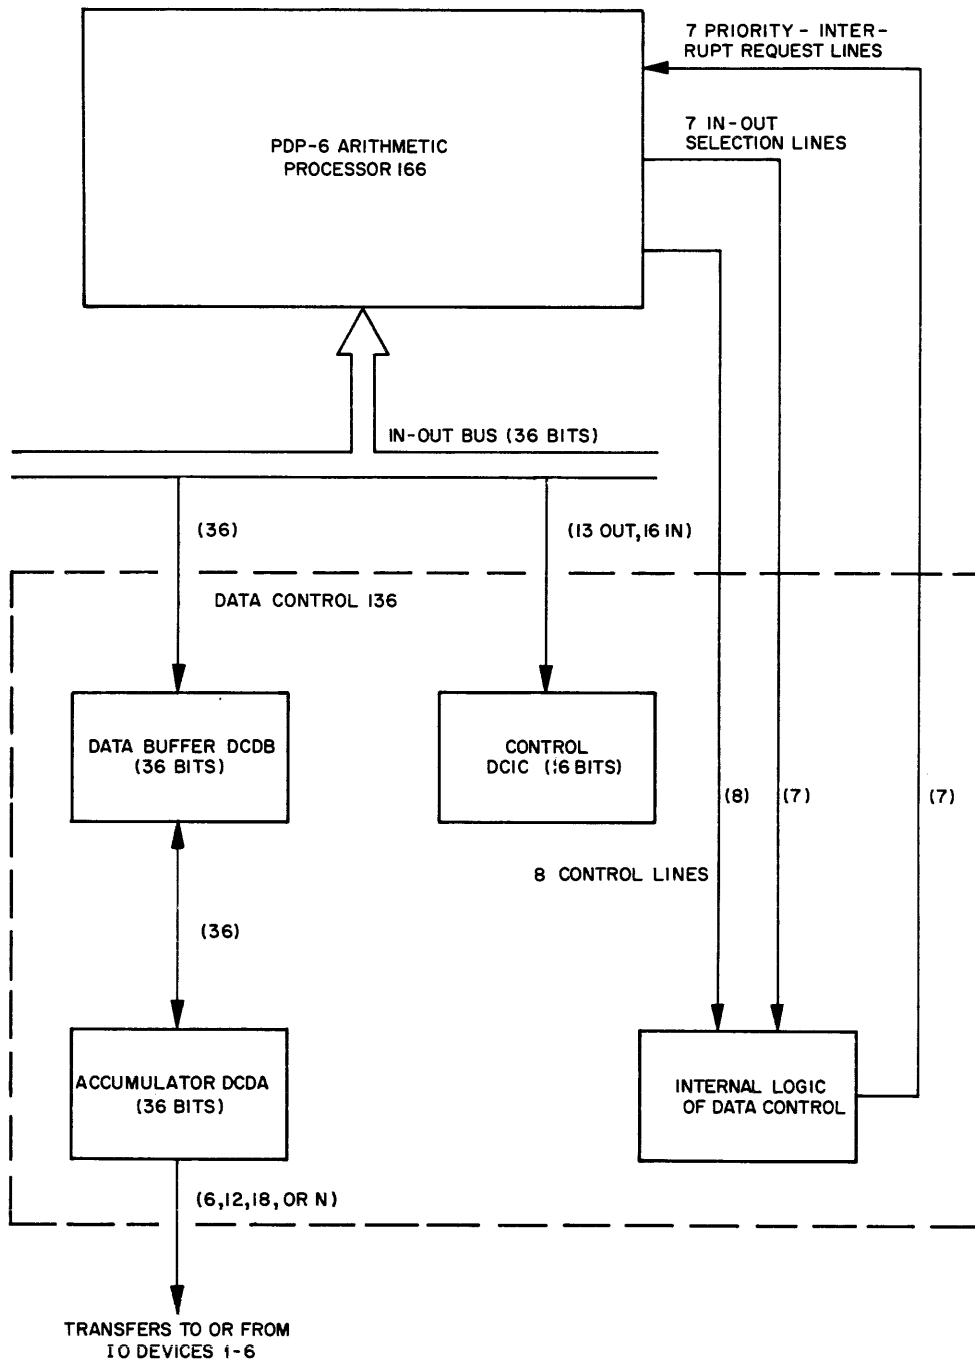 7 PRIORITY - INTER-
RUPT REQUEST LINES
7 IN-OUT
SELECTION LINES
PDP-6 ARITHMETIC
PROCESSOR 166
IN-OUT BUS (36 BITS)
(36)
(13 OUT, 16 IN)
DATA CONTROL 136
DATA BUFFER DCDB
(36 BITS)
CONTROL
DCIC (16 BITS)
(8)
(7)
(7)
8 CONTROL LINES
(36)
ACCUMULATOR DCDA
(36 BITS)
INTERNAL LOGIC
OF DATA CONTROL
(6,12,18, OR N)
TRANSFERS TO OR FROM
IO DEVICES 1-6